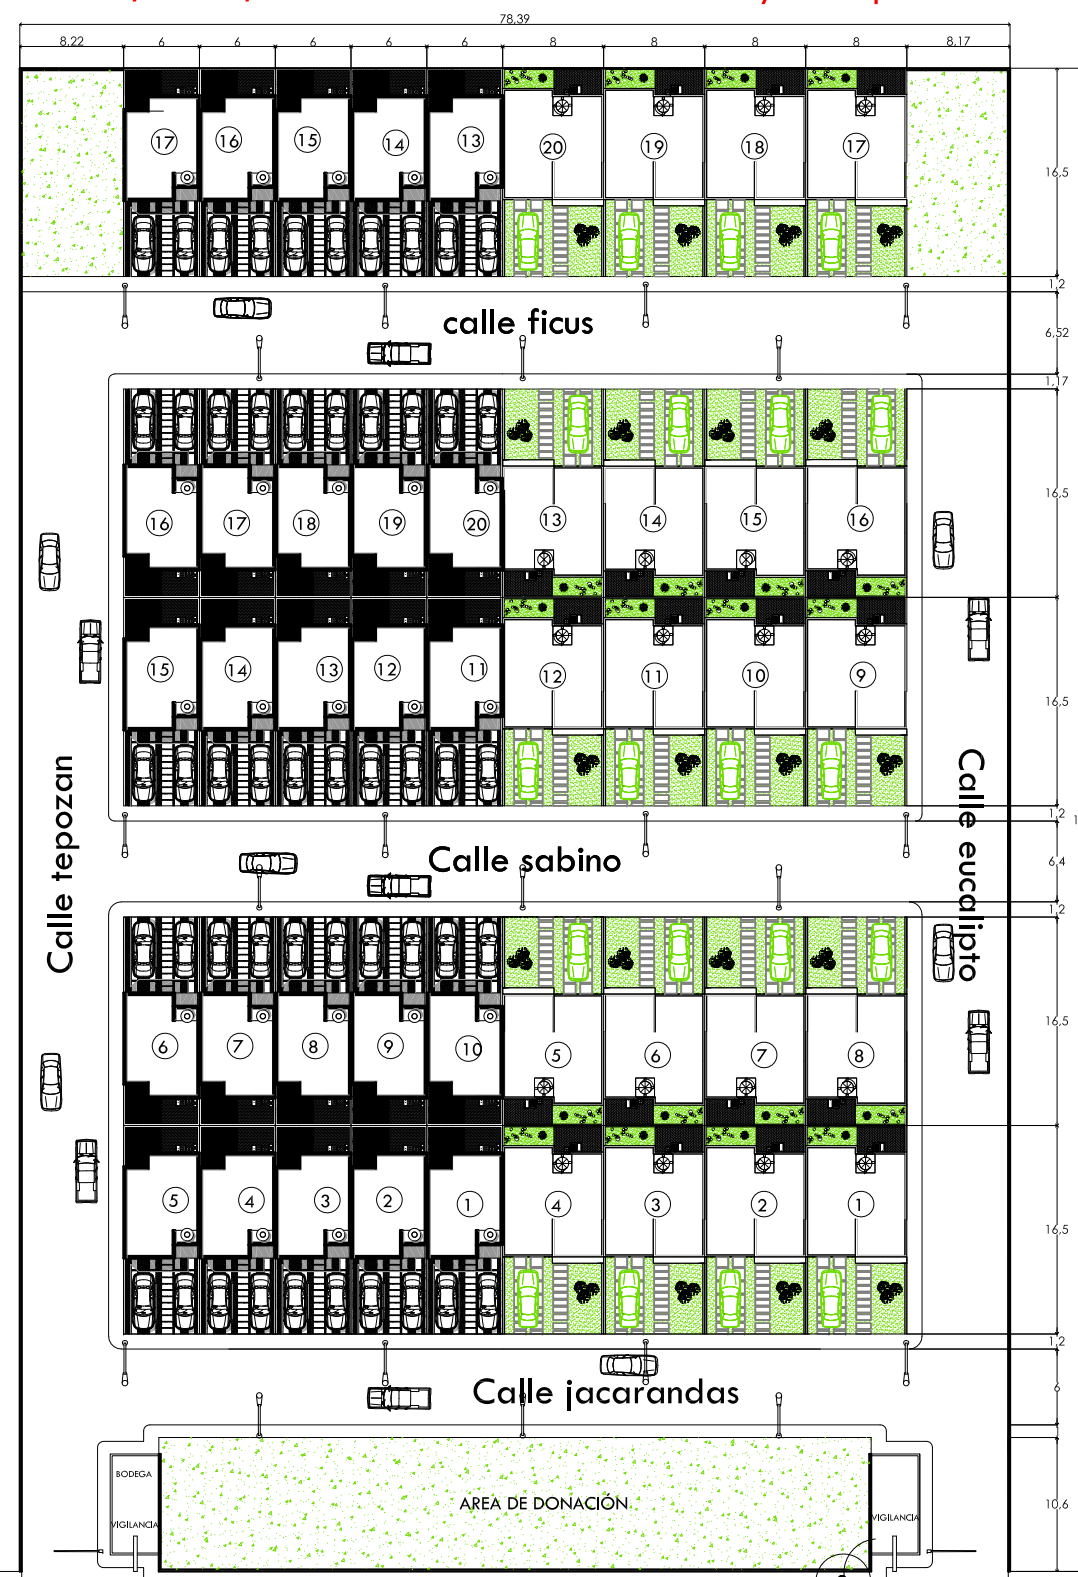 78,39
8,22 6 6 6 6 6 8 8 8 8 8,17
17 16 15 14 13 20 19 18 17
16,5
1,2
calle ficus
6,52
1,17
16 17 18 19 20 13 14 15 16
16,5
15 14 13 12 11 12 11 10 9
16,5
Calle tepozan
Calle eucalipto
1,2
Calle sabino
6,4
1,2
6 7 8 9 10 5 6 7 8
16,5
5 4 3 2 1 4 3 2 1
16,5
1,2
Calle jacarandas
6
BODEGA
AREA DE DONACIÓN
VIGILANCIA
VIGILANCIA
10,6